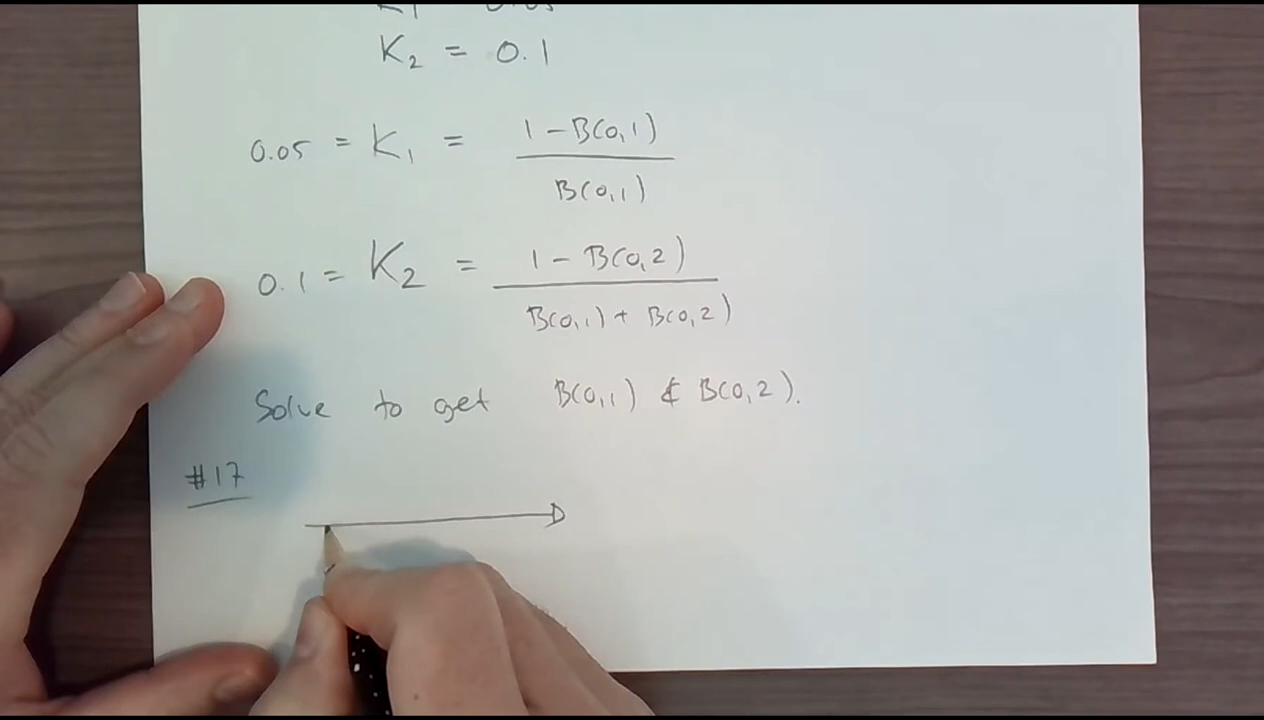 K₂ = 0.1
0.05 = K₁ = (1 - B(0,1)) / B(0,1)
0.1 = K₂ = (1 - B(0,2)) / (B(0,1) + B(0,2))
Solve to get B(0,1) & B(0,2).
#17